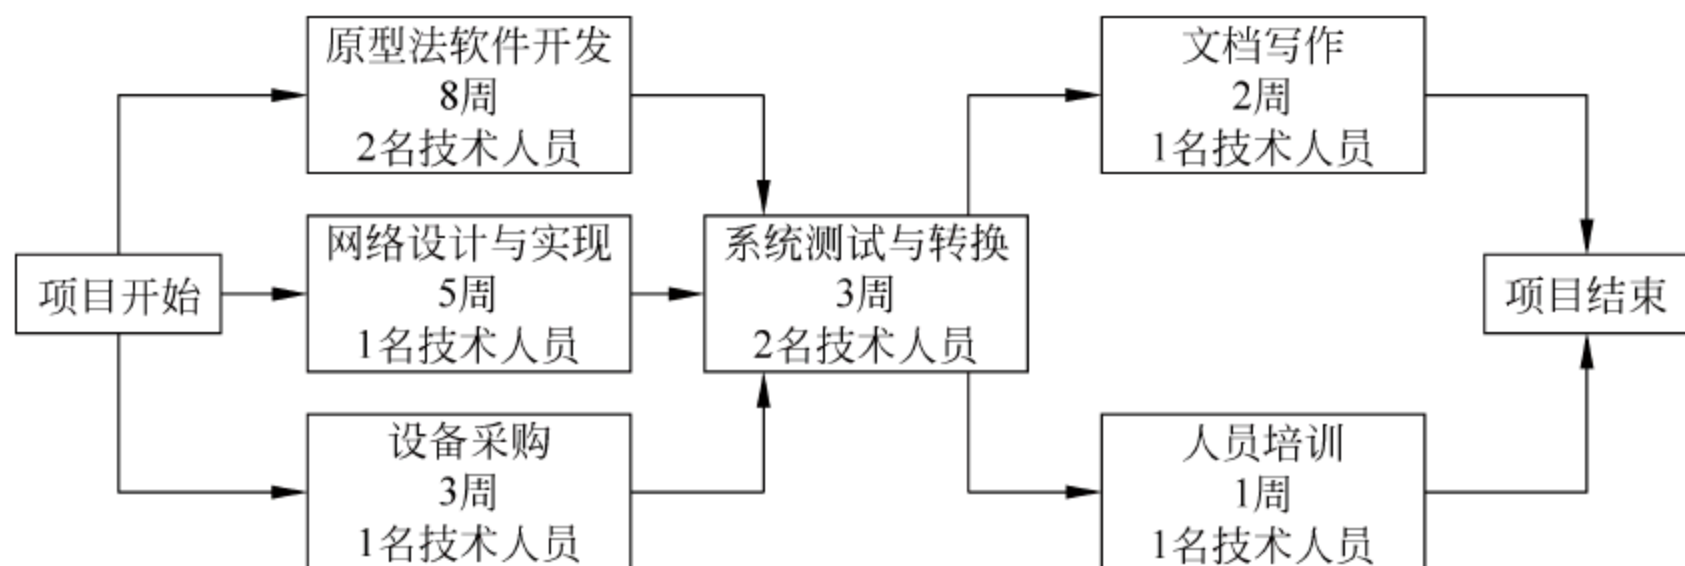 项目开始
原型法软件开发
8周
2名技术人员
网络设计与实现
5周
1名技术人员
设备采购
3周
1名技术人员
系统测试与转换
3周
2名技术人员
文档写作
2周
1名技术人员
人员培训
1周
1名技术人员
项目结束